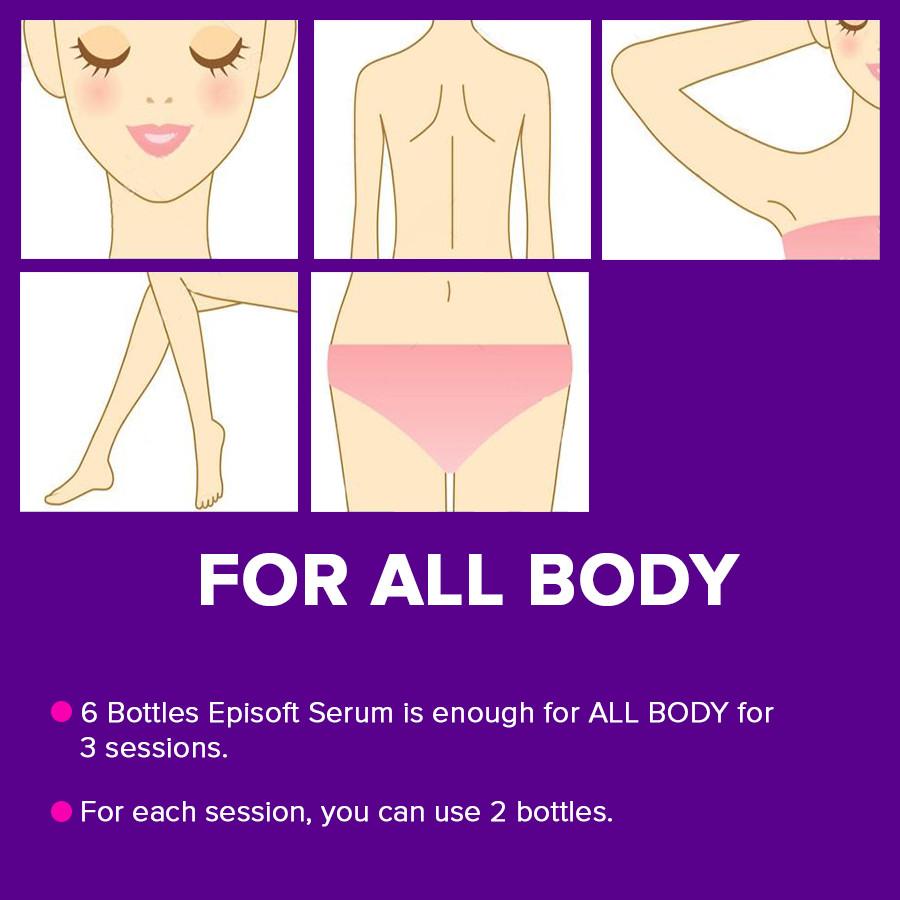 FOR ALL BODY
6 Bottles Episoft Serum is enough for ALL BODY for
3 sessions.
For each session, you can use 2 bottles.